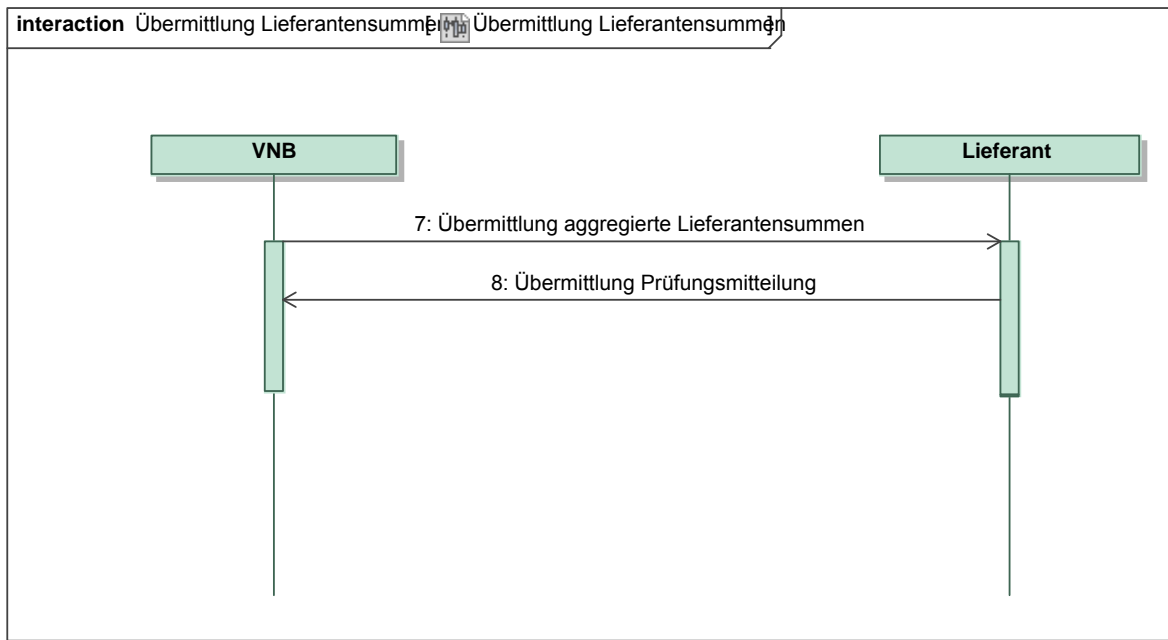 interaction Übermittlung Lieferantensummen[ Übermittlung Lieferantensummen]
VNB
Lieferant
7: Übermittlung aggregierte Lieferantensummen
8: Übermittlung Prüfungsmitteilung